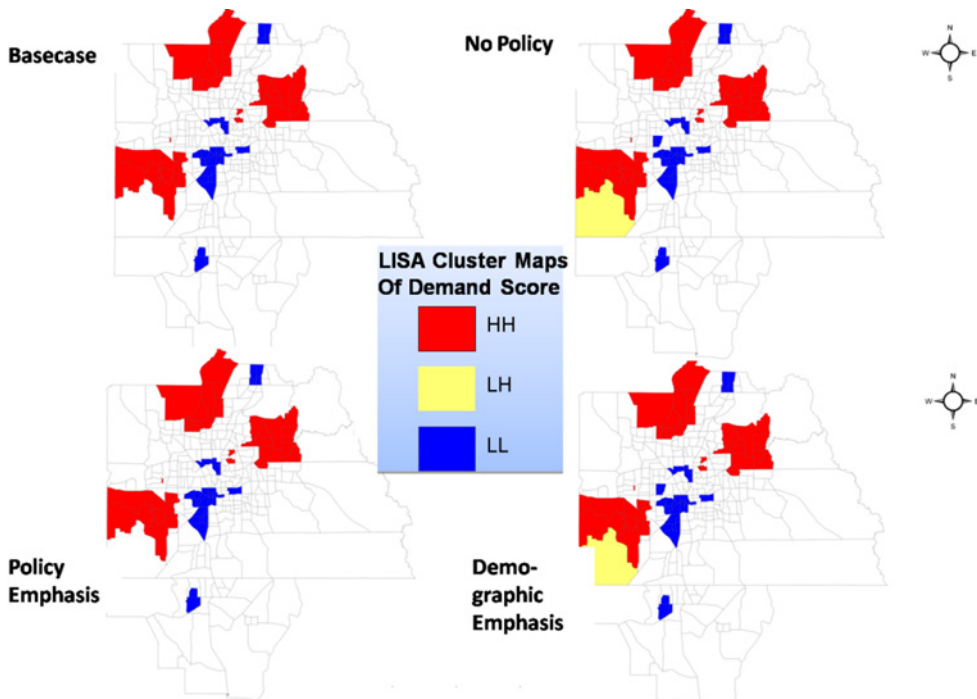 Basecase
No Policy
N
W E
S
LISA Cluster Maps
Of Demand Score
HH
LH
LL
N
W E
S
Policy
Emphasis
Demo-
graphic
Emphasis